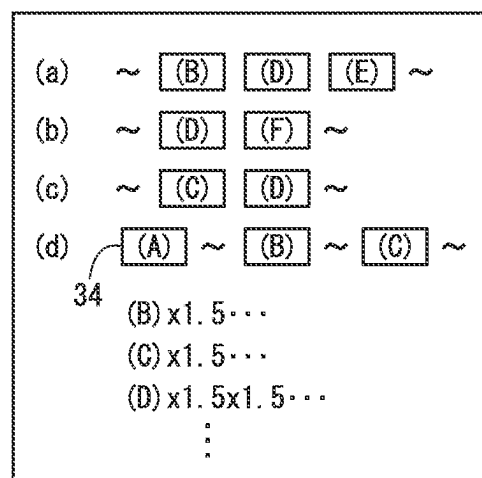 (a) ~ (B) (D) (E) ~
(b) ~ (D) (F) ~
(c) ~ (C) (D) ~
(d) (A) ~ (B) ~ (C) ~
34
(B)x1.5···
(C)x1.5···
(D)x1.5x1.5···
⋮